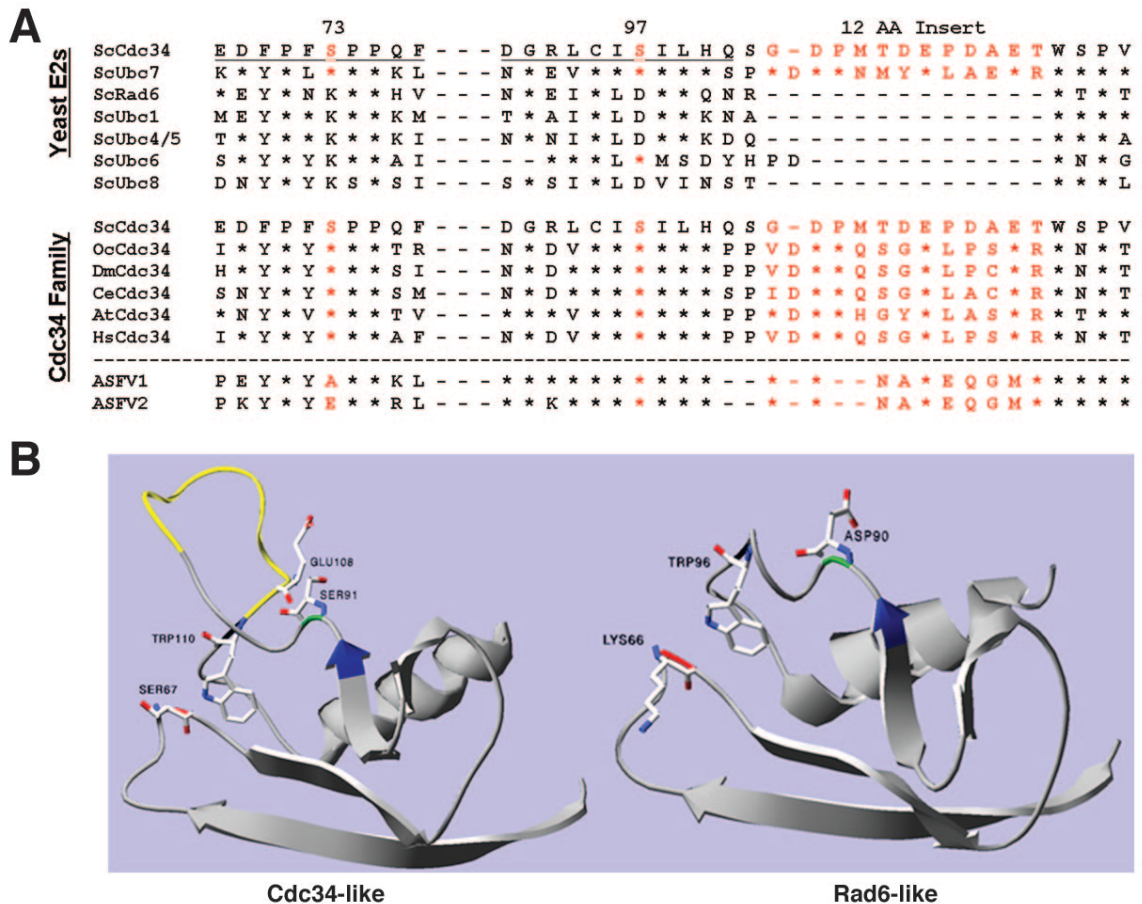 A
73 97 12 AA Insert
Yeast E2s
ScCdc34 E D F P F S P P Q F - - - D G R L C I S I L H Q S G - D P M T D E P D A E T W S P V
ScUbc7 K * Y * L * * * K L - - - N * E V * * * * * * S P * D * * N M Y * L A E * R * * * *
ScRad6 * E Y * N K * * H V - - - N * E I * L D * * Q N R - - - - - - - - - - - - - * T * T
ScUbc1 M E Y * * K * * K M - - - T * A I * L D * * K N A - - - - - - - - - - - - - * * * *
ScUbc4/5 T * Y * * K * * K I - - - N * N I * L D * * K D Q - - - - - - - - - - - - - * * * A
ScUbc6 S * Y * Y K * * A I - - - - - * * * L * * M S D Y H P D - - - - - - - - - - - * N * G
ScUbc8 D N Y * Y K S * S I - - - S * S I * L D V I N S T - - - - - - - - - - - - - * * * L
Cdc34 Family
ScCdc34 E D F P F S P P Q F - - - D G R L C I S I L H Q S G - D P M T D E P D A E T W S P V
OcCdc34 I * Y * Y * * * T R - - - N * D V * * * * * * P P V D * * Q S G * L P S * R * N * T
DmCdc34 H * Y * Y * * * S I - - - N * D * * * * * * * P P V D * * Q S G * L P C * R * N * T
CeCdc34 S N Y * Y * * * S M - - - N * D * * * * * * * S P I D * * Q S G * L A C * R * N * T
AtCdc34 * N Y * V * * * T V - - - * * * V * * * * * * P P * D * * H G Y * L A S * R * T * *
HsCdc34 I * Y * Y * * * A F - - - N * D V * * * * * * P P V D * * Q S G * L P S * R * N * T
ASFV1 P E Y * Y A * * K L - - - * * * * * * * * * * - - * - * - - N A * E Q G M * * * * *
ASFV2 P K Y * Y E * * R L - - - * * K * * * * * * * - - * - * - - N A * E Q G M * * * * *
B
GLU108
SER91
TRP110
SER67
ASP90
TRP96
LYS66
Cdc34-like Rad6-like